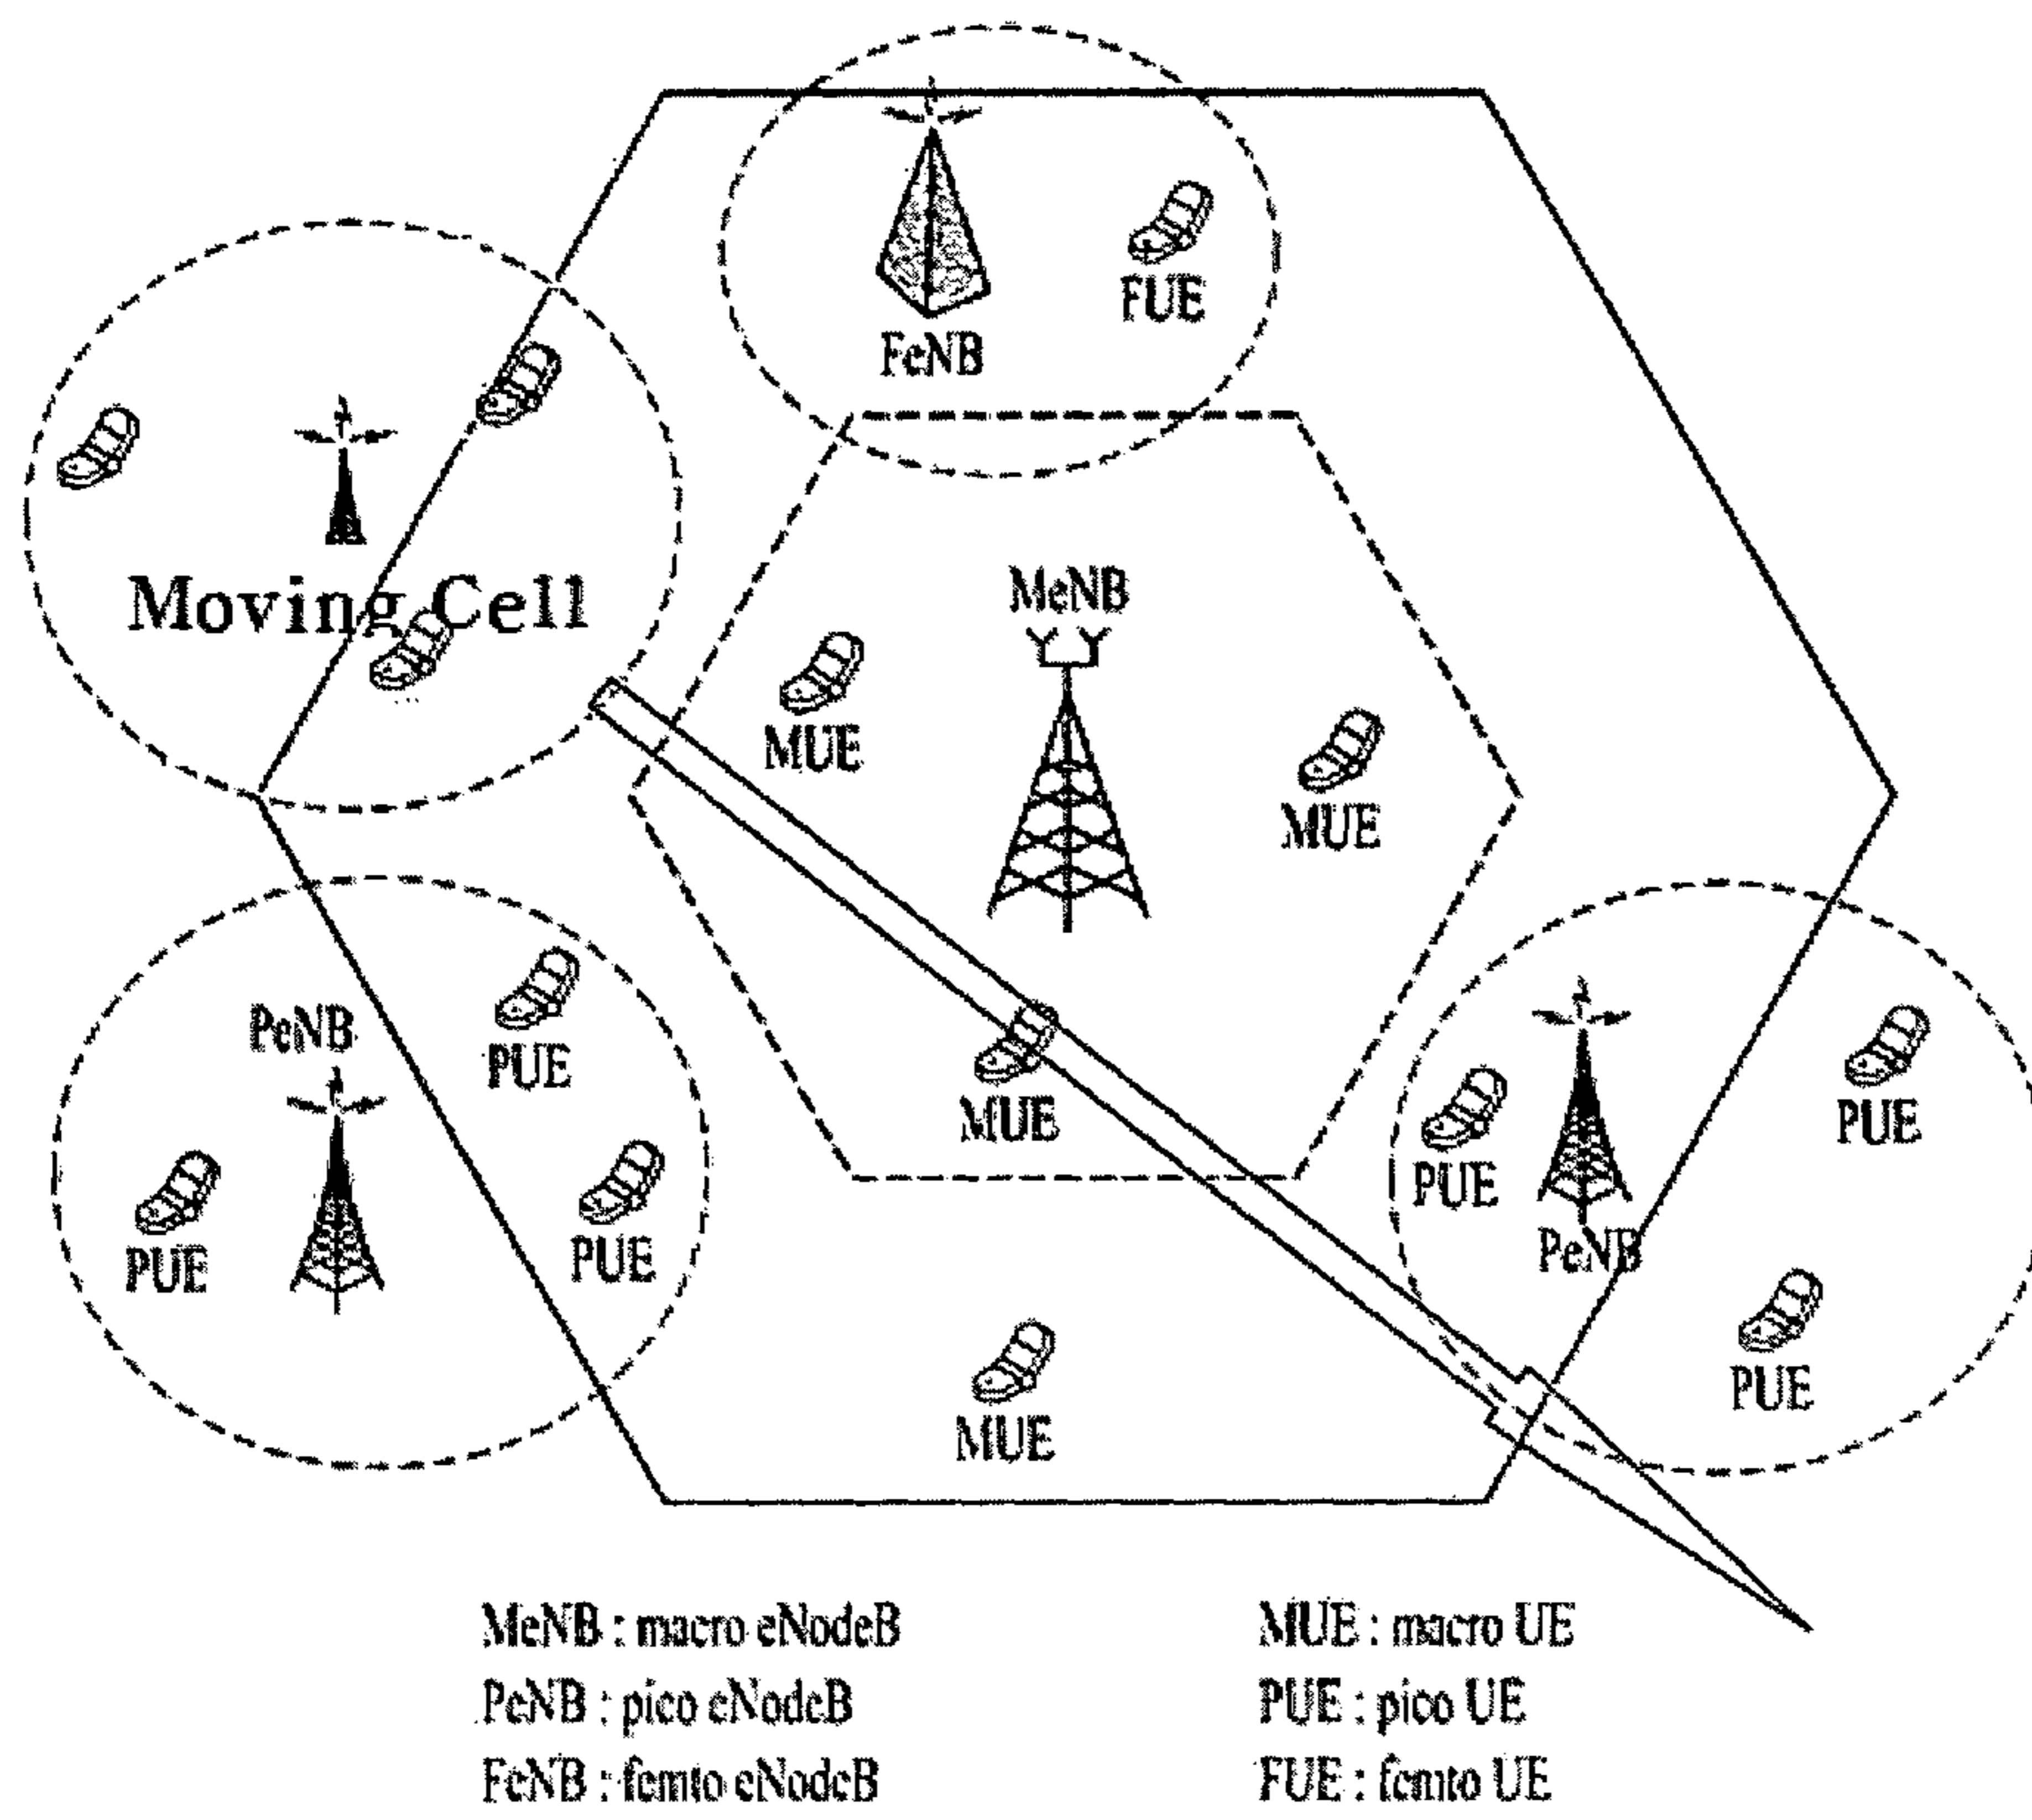 FeNB
FUE
Moving Cell
MeNB
MUE
MUE
MUE
MUE
PeNB
PUE
PUE
PUE
PeNB
PUE
PUE
PUE
MeNB : macro eNodeB
PeNB : pico eNodeB
FeNB : femto eNodeB
MUE : macro UE
PUE : pico UE
FUE : femto UE